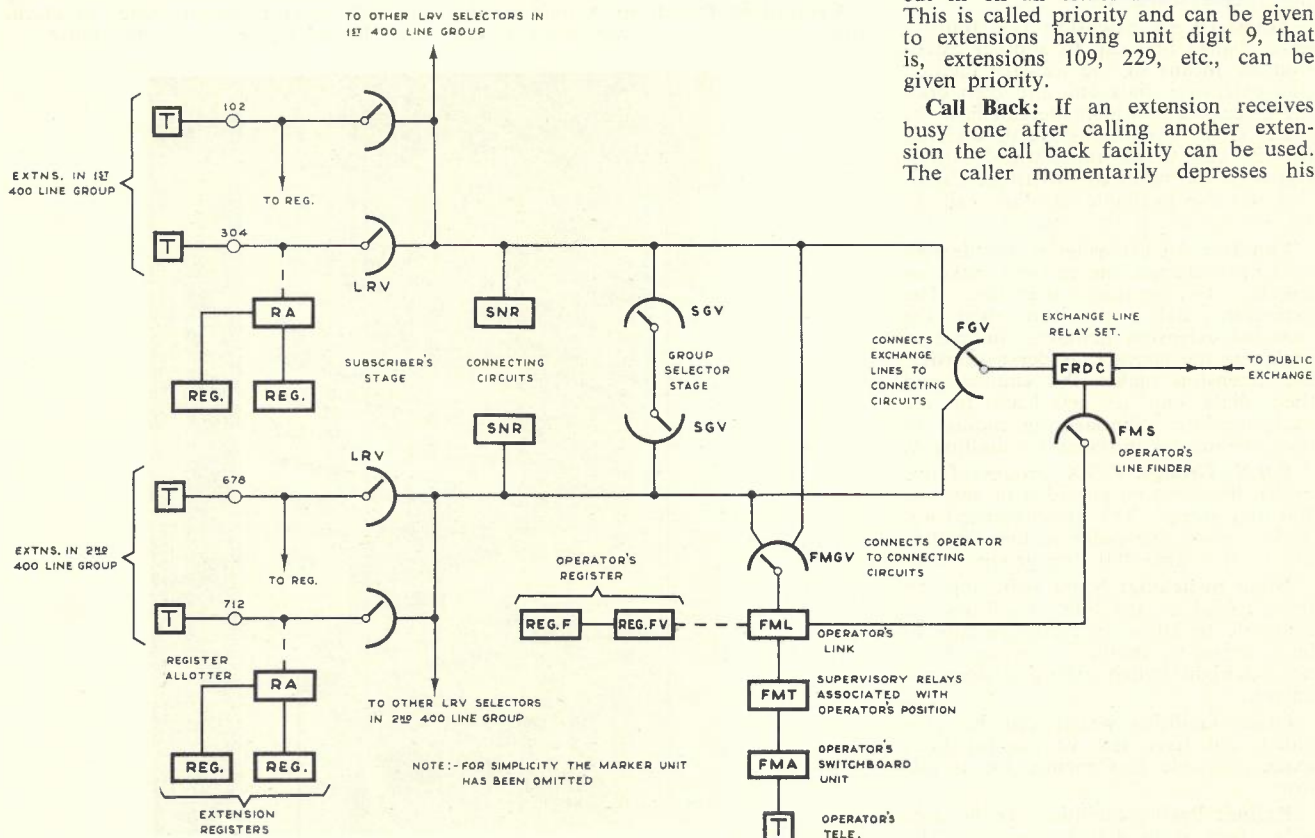 TO OTHER LRV SELECTORS IN
1ST 400 LINE GROUP
102
T
EXTNS. IN 1ST
400 LINE GROUP
TO REG.
304
T
LRV
RA
REG.
REG.
SUBSCRIBER'S
STAGE
SNR
CONNECTING
CIRCUITS
SNR
SGV
GROUP
SELECTOR
STAGE
SGV
CONNECTS
EXCHANGE
LINES TO
CONNECTING
CIRCUITS
FGV
EXCHANGE LINE
RELAY SET.
FRDC
TO PUBLIC
EXCHANGE
FMS
OPERATOR'S
LINE FINDER
LRV
678
T
EXTNS. IN 2ND
400 LINE GROUP
TO REG.
712
T
REGISTER
ALLOTTER
RA
REG.
REG.
EXTENSION
REGISTERS
TO OTHER LRV SELECTORS
IN 2ND 400 LINE GROUP
NOTE:- FOR SIMPLICITY THE MARKER UNIT
HAS BEEN OMITTED
OPERATOR'S
REGISTER
REG.F
REG.FV
FMGV
CONNECTS OPERATOR
TO CONNECTING
CIRCUITS
FML
OPERATOR'S
LINK
FMT
SUPERVISORY RELAYS
ASSOCIATED WITH
OPERATOR'S POSITION
FMA
OPERATOR'S
SWITCHBOARD
UNIT
T
OPERATOR'S
TELE.
This is called priority and can be given
to extensions having unit digit 9, that
is, extensions 109, 229, etc., can be
given priority.
Call Back: If an extension receives
busy tone after calling another exten-
sion the call back facility can be used.
The caller momentarily depresses his